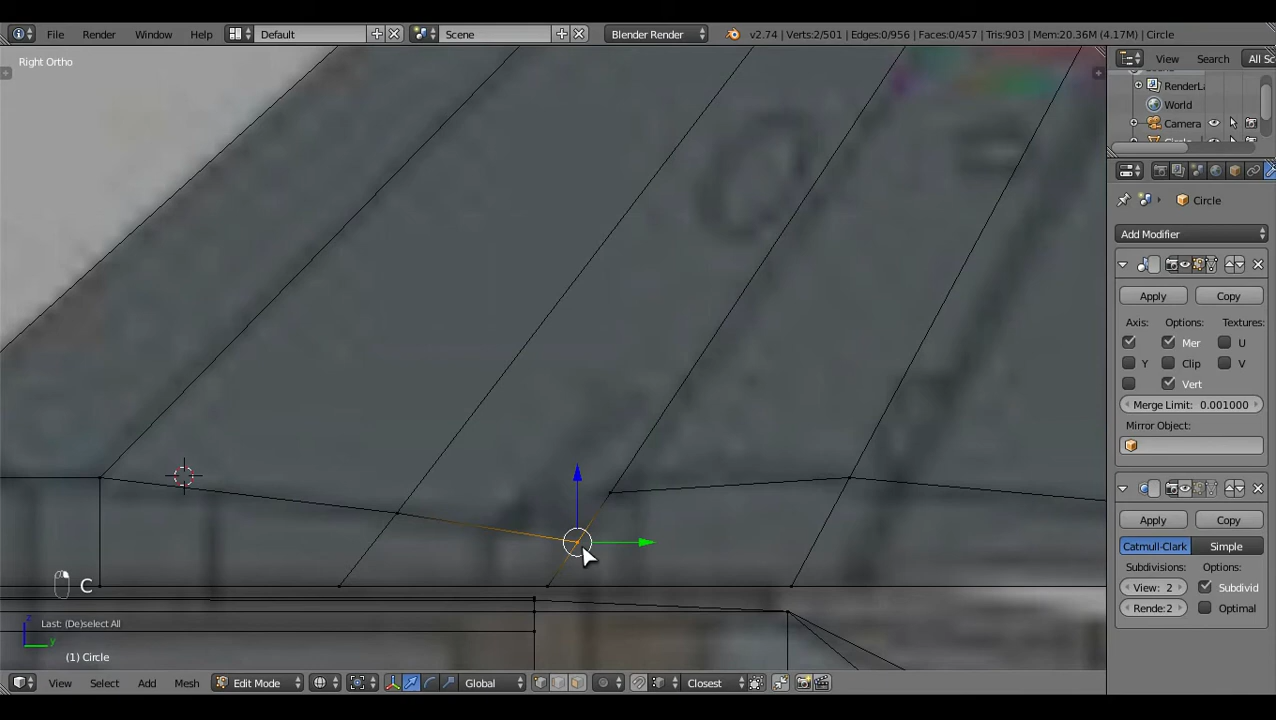 File Render Window Help Default Scene Blender Render v2.74 | Verts:2/501 | Edges:0/956 | Faces:0/457 | Tris:903 | Mem:20.36M (4.17M) | Circle
Right Ortho
View Search All Sc
RenderLa
World
Camera
Circle
Add Modifier
Apply Copy
Axis: Options: Textures:
Mer U
Y Clip V
Vert
Merge Limit: 0.001000
Mirror Object:
Apply Copy
Catmull-Clark Simple
Subdivisions: Options:
View: 2 Subdivid
Rende:2 Optimal
C
Last: (De)select All
z
y
(1) Circle
View Select Add Mesh Edit Mode Global Closest